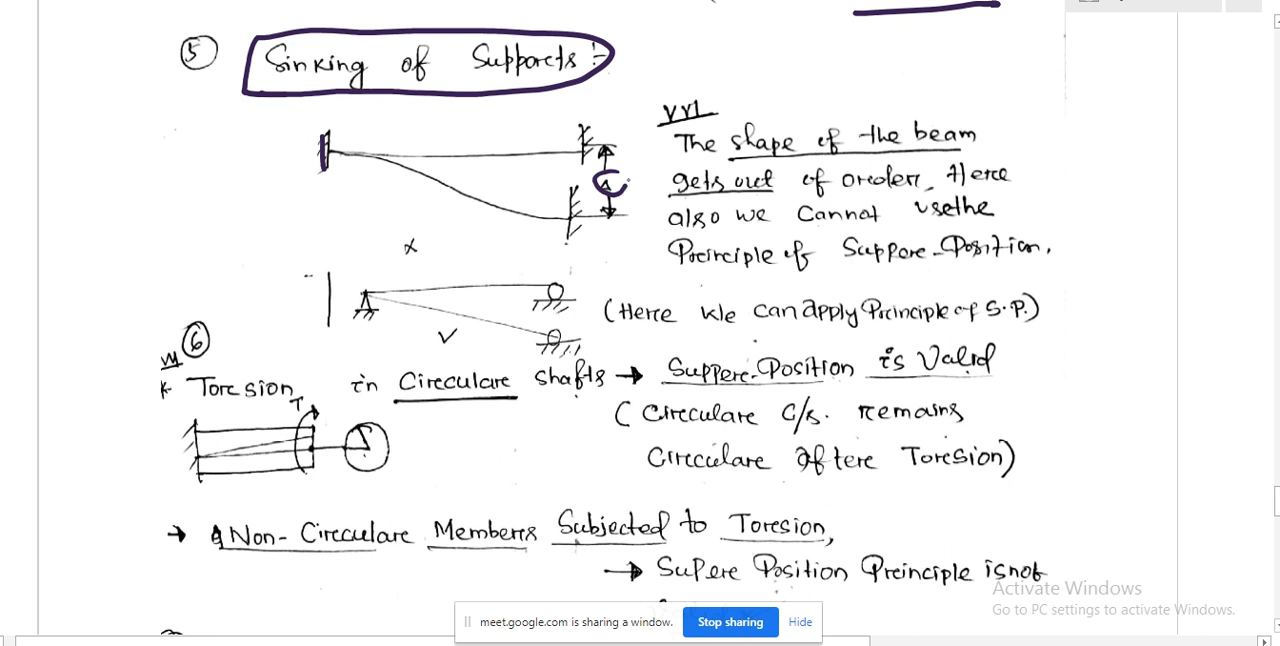 5 Sinking of Supports :-
VVI
The shape of the beam
gets out of order. Here
also we cannot use the
Principle of Super-Position.
Δ
x
(Here We can apply Principle of S.P.)
6
* Torsion in Circular shafts → Super-Position is Valid
T
(Circular c/s. remains
Circular after Torsion)
→ Non-Circular Members Subjected to Torsion,
→ Super Position Principle is not
Activate Windows
Go to PC settings to activate Windows.
meet.google.com is sharing a window. Stop sharing Hide